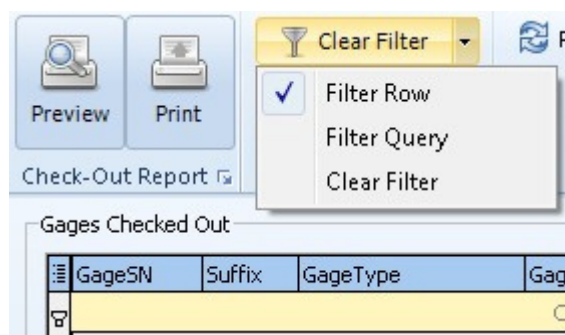 Clear Filter
Preview
Print
Filter Row
Filter Query
Clear Filter
Check-Out Report
Gages Checked Out
GageSN Suffix GageType Gag